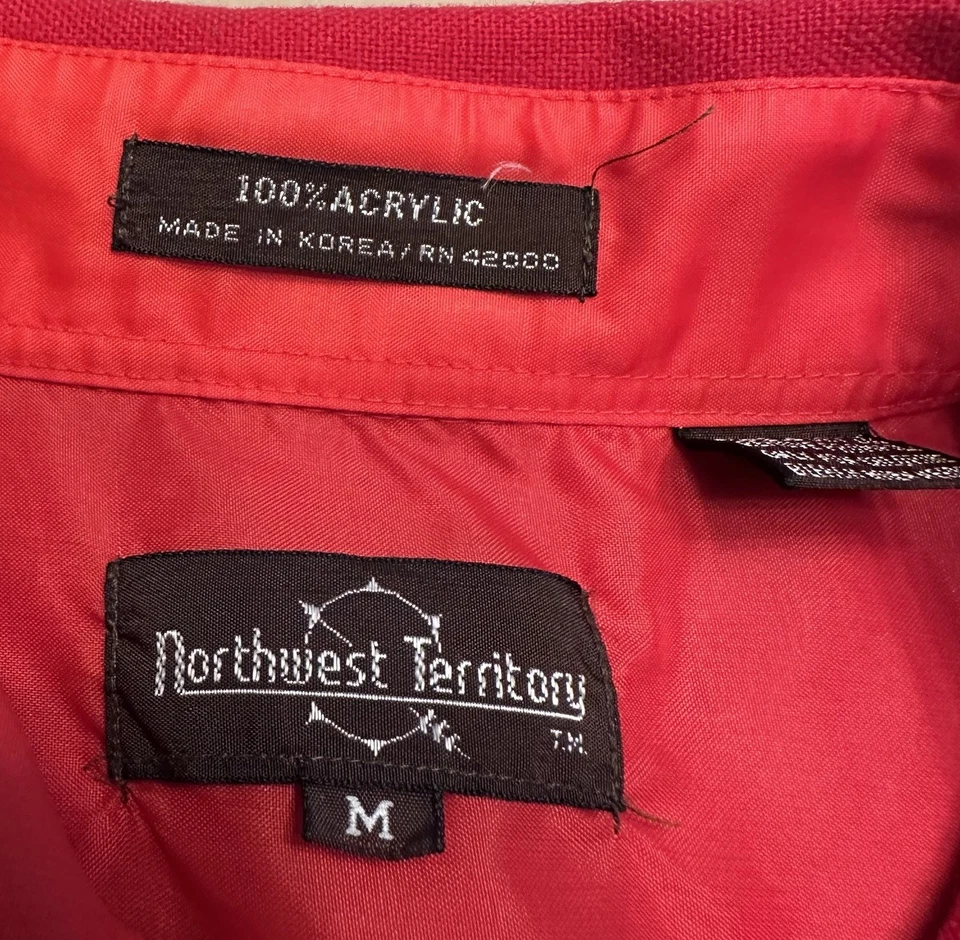 100% ACRYLIC
MADE IN KOREA/RN 42000
Northwest Territory
T.M.
M